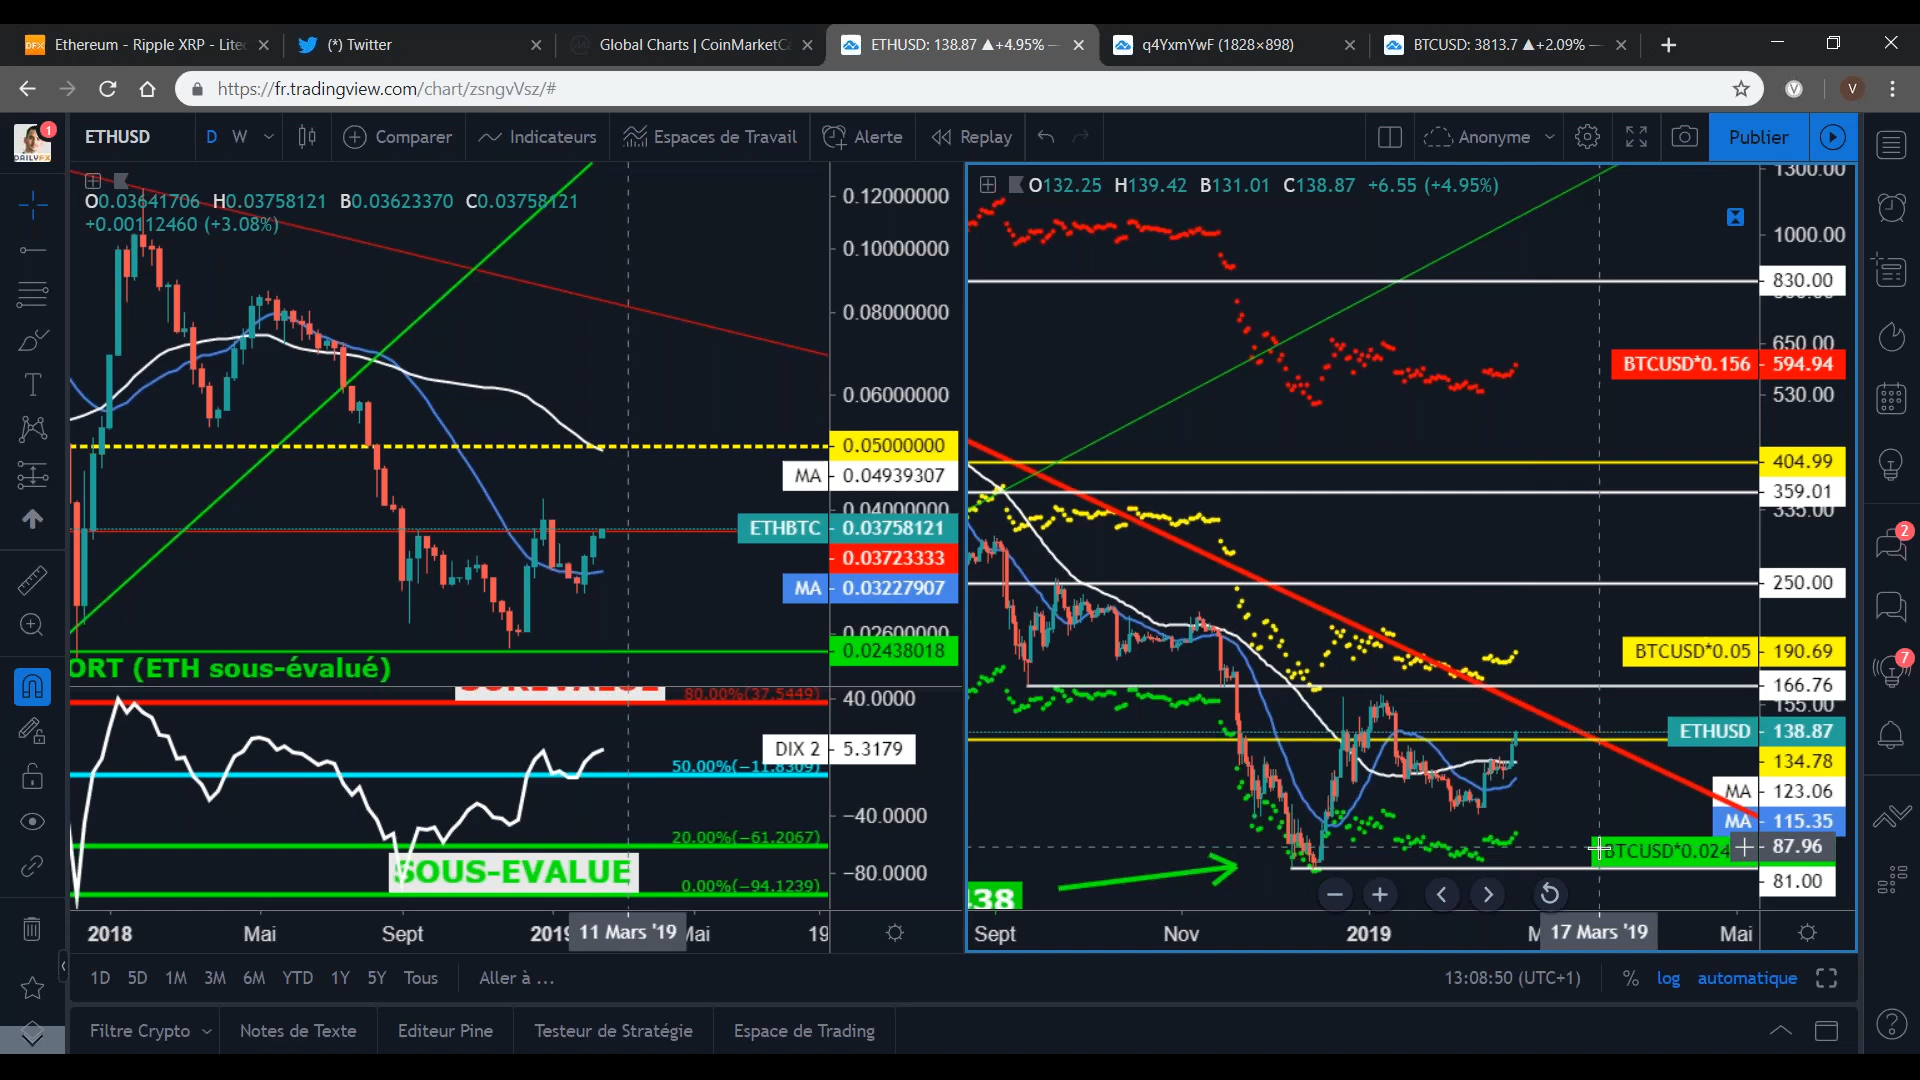 Ethereum - Ripple XRP - Lite
(*) Twitter
Global Charts | CoinMarketC
ETHUSD: 138.87 ▲+4.95% —
q4YxmYwF (1828×898)
BTCUSD: 3813.7 ▲+2.09% —
https://fr.tradingview.com/chart/zsngvVsz/#
V
V
1
DAILYFX
ETHUSD
D W
Comparer
Indicateurs
Espaces de Travail
Alerte
Replay
Anonyme
Publier
O0.03641706 H0.03758121 B0.03623370 C0.03758121
+0.00112460 (+3.08%)
0.12000000
0.10000000
0.08000000
0.06000000
0.05000000
MA 0.04939307
0.04000000
ETHBTC 0.03758121
0.03723333
MA 0.03227907
0.02600000
0.02438018
ORT (ETH sous-évalué)
80.00%(37.5449)
40.0000
DIX 2 5.3179
50.00%(−11.8309)
−40.0000
20.00%(−61.2067)
SOUS-EVALUE
−80.0000
0.00%(−94.1239)
2018 Mai Sept 2019 11 Mars '19 Mai 19
O132.25 H139.42 B131.01 C138.87 +6.55 (+4.95%)
1300.00
1000.00
830.00
650.00
BTCUSD*0.156 594.94
530.00
404.99
359.01
335.00
250.00
BTCUSD*0.05 190.69
166.76
155.00
ETHUSD 138.87
134.78
MA 123.06
MA 115.35
BTCUSD*0.024 87.96
81.00
38
Sept Nov 2019 M 17 Mars '19 Mai
2
7
1D 5D 1M 3M 6M YTD 1Y 5Y Tous
Aller à ...
13:08:50 (UTC+1)
% log automatique
Filtre Crypto
Notes de Texte
Editeur Pine
Testeur de Stratégie
Espace de Trading